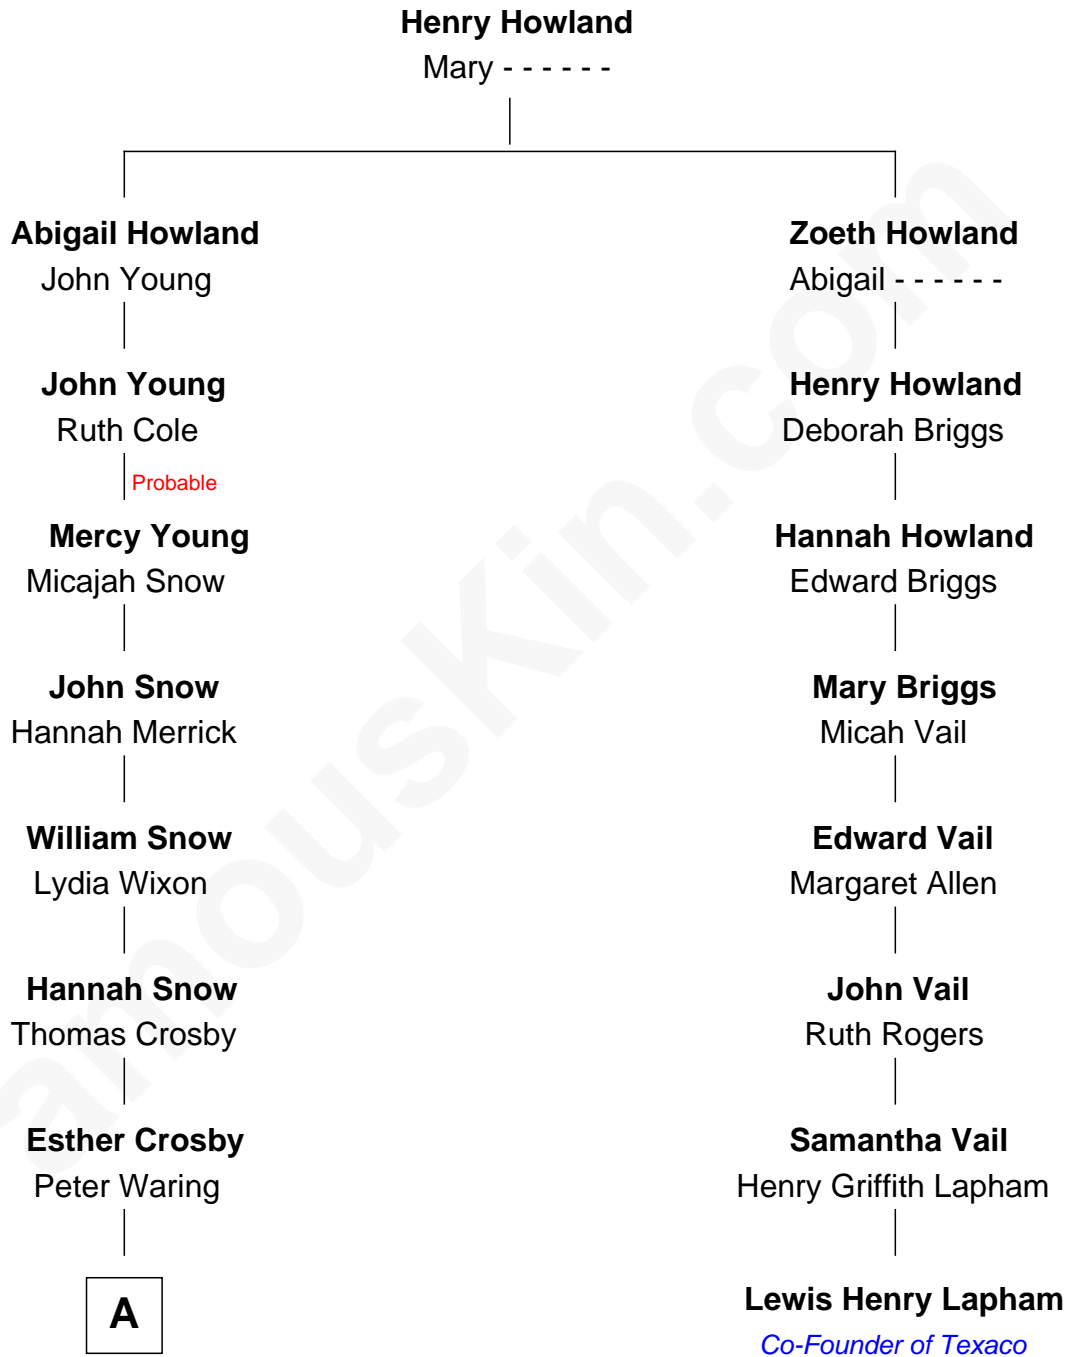 Henry Howland
Mary - - - - - -
Abigail Howland
John Young
John Young
Ruth Cole
Probable
Mercy Young
Micajah Snow
John Snow
Hannah Merrick
William Snow
Lydia Wixon
Hannah Snow
Thomas Crosby
Esther Crosby
Peter Waring
A
Zoeth Howland
Abigail - - - - - -
Henry Howland
Deborah Briggs
Hannah Howland
Edward Briggs
Mary Briggs
Micah Vail
Edward Vail
Margaret Allen
John Vail
Ruth Rogers
Samantha Vail
Henry Griffith Lapham
Lewis Henry Lapham
Co-Founder of Texaco
amouskin.com